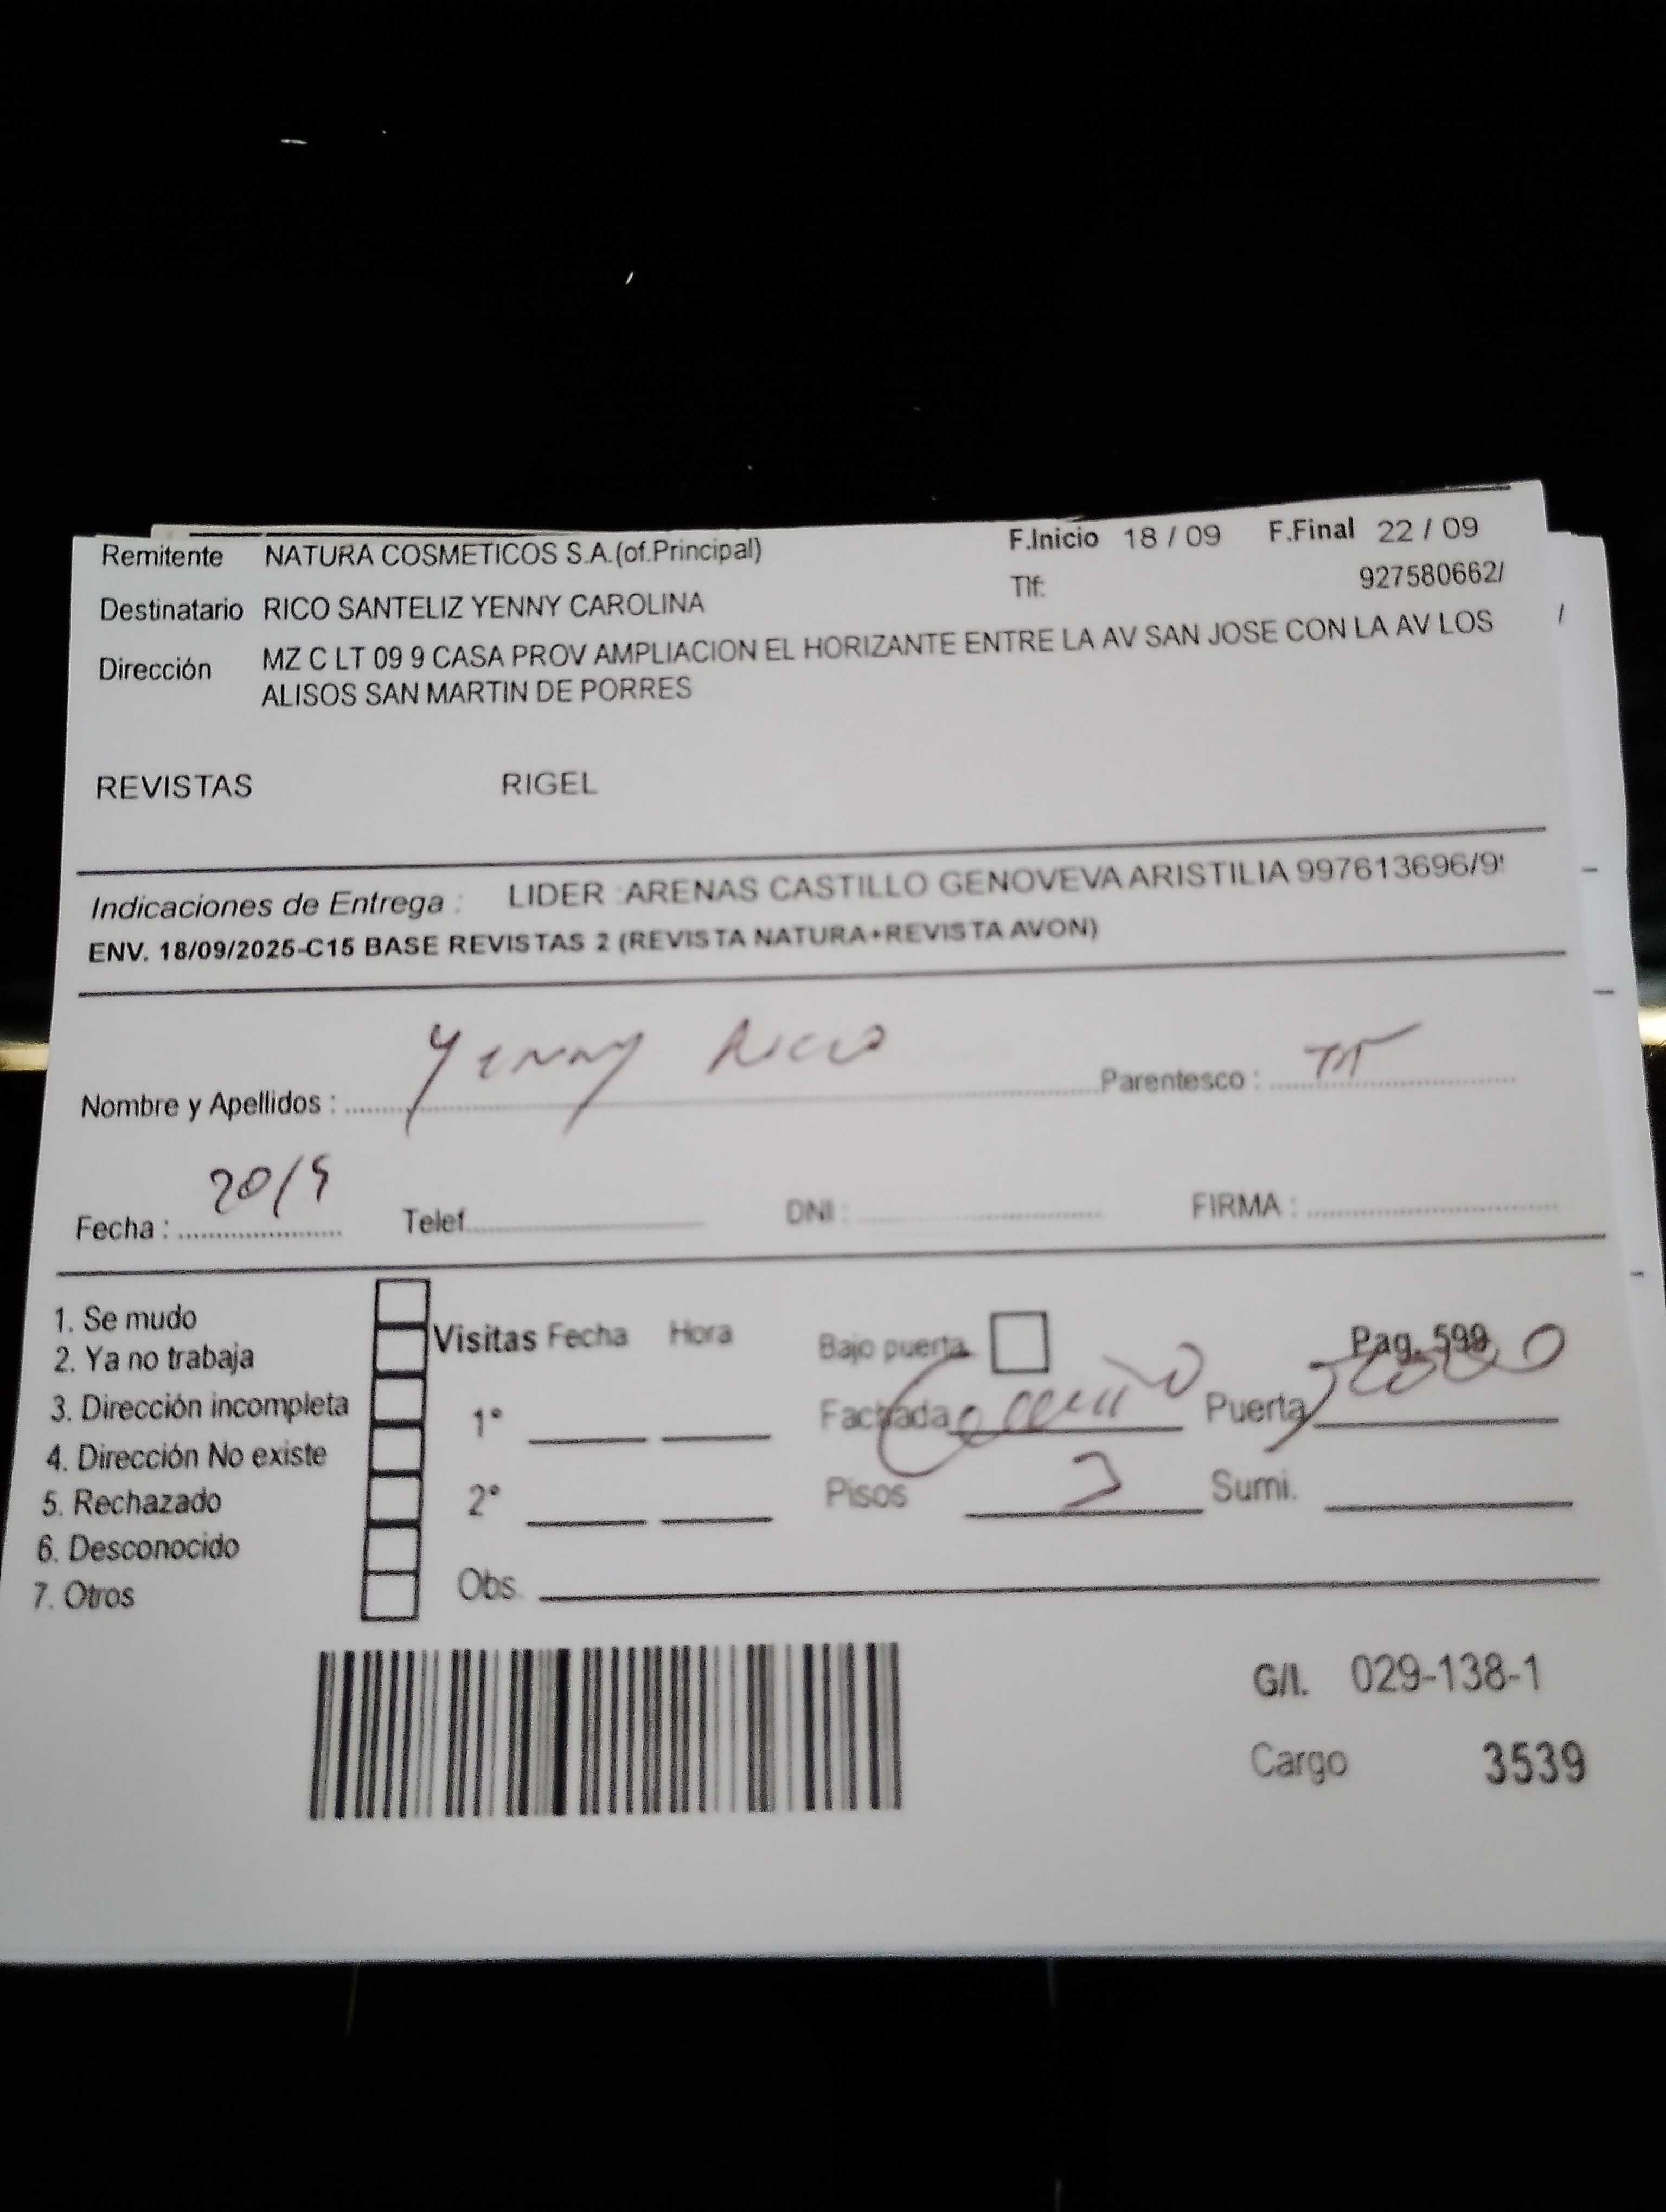 Remitente NATURA COSMETICOS S.A.(of.Principal) F.Inicio 18 / 09 F.Final 22 / 09
Tlf: 927580662/
Destinatario RICO SANTELIZ YENNY CAROLINA
Dirección MZ C LT 09 9 CASA PROV AMPLIACION EL HORIZANTE ENTRE LA AV SAN JOSE CON LA AV LOS
ALISOS SAN MARTIN DE PORRES
REVISTAS RIGEL
Indicaciones de Entrega : LIDER :ARENAS CASTILLO GENOVEVA ARISTILIA 997613696/9
ENV. 18/09/2025-C15 BASE REVISTAS 2 (REVISTA NATURA+REVISTA AVON)
Nombre y Apellidos : Yenny Rico Parentesco : TIT
Fecha : 20/9 Telef. DNI : FIRMA :
1. Se mudo
2. Ya no trabaja
3. Dirección incompleta
4. Dirección No existe
5. Rechazado
6. Desconocido
7. Otros
Visitas Fecha Hora Bajo puerta Pag. 599
1° Fachada Puerta
2° Pisos 2 Sumi.
Obs.
G/I. 029-138-1
Cargo 3539